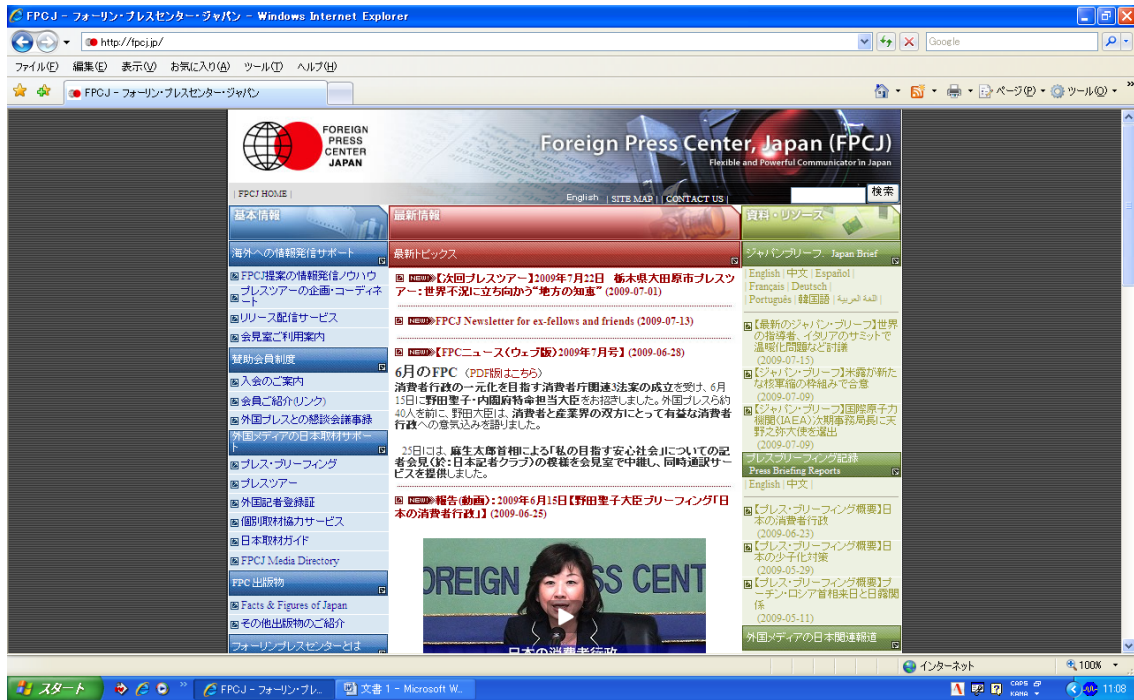 FPCJ - フォーリン・プレスセンター・ジャパン - Windows Internet Explorer
http://fpcj.jp/
Google
ファイル(F) 編集(E) 表示(V) お気に入り(A) ツール(T) ヘルプ(H)
FPCJ - フォーリン・プレスセンター・ジャパン
ページ(P) ツール(O)
FOREIGN
PRESS
CENTER
JAPAN
Foreign Press Center, Japan (FPCJ)
Flexible and Powerful Communicator in Japan
| FPCJ HOME |
English | SITE MAP | | CONTACT US |
検索
基本情報
海外への情報発信サポート
FPCJ提案の情報発信ノウハウ
プレスツアーの企画・コーディネ
ート
リリース配信サービス
会見室ご利用案内
賛助会員制度
入会のご案内
会員ご紹介(リンク)
外国プレスとの懇談会議事録
外国メディアの日本取材サポー
ト
プレス・ブリーフィング
プレスツアー
外国記者登録証
個別取材協力サービス
日本取材ガイド
FPCJ Media Directory
FPC 出版物
Facts & Figures of Japan
その他出版物のご紹介
フォーリンプレスセンターとは
最新情報
最新トピックス
NEW【次回プレスツアー】2009年7月22日 栃木県大田原市プレスツ
アー:世界不況に立ち向かう“地方の知恵” (2009-07-01)
NEW FPCJ Newsletter for ex-fellows and friends (2009-07-13)
NEW【FPCニュース(ウェブ版)2009年7月号】 (2009-06-28)
6月のFPC (PDF版はこちら)
消費者行政の一元化を目指す消費者庁関連3法案の成立を受け、6月
15日に野田聖子・内閣府特命担当大臣をお招きしました。外国プレスら約
40人を前に、野田大臣は、消費者と産業界の双方にとって有益な消費者
行政への意気込みを語りました。
25日には、麻生太郎首相による「私の目指す安心社会」についての記
者会見(於:日本記者クラブ)の模様を会見室で中継し、同時通訳サー
ビスを提供しました。
NEW 報告(動画):2009年6月15日【野田聖子大臣ブリーフィング「日
本の消費者行政」】 (2009-06-25)
OREIGN PRESS CENT
日本の消費者行政
資料・リソース
ジャパンブリーフ、Japan Brief
| English | 中文 | Español |
| Français | Deutsch |
| Português | 韓国語 | اللغة العربية |
【最新のジャパン・ブリーフ】世界
の指導者、イタリアのサミットで
温暖化問題など討議
(2009-07-15)
【ジャパン・ブリーフ】米露が新た
な核軍縮の枠組みで合意
(2009-07-09)
【ジャパン・ブリーフ】国際原子力
機関(IAEA)次期事務局長に天
野之弥大使を選出
(2009-07-09)
プレスブリーフィング記録
Press Briefing Reports
| English | 中文 |
【プレス・ブリーフィング概要】日
本の消費者行政
(2009-06-23)
【プレス・ブリーフィング概要】日
本の少子化対策
(2009-05-29)
【プレス・ブリーフィング概要】プ
ーチン・ロシア首相来日と日露関
係
(2009-05-11)
外国メディアの日本関連報道
インターネット
100%
スタート
FPCJ - フォーリン・プレ...
文書 1 - Microsoft W...
A
CAPS
KANA
11:08